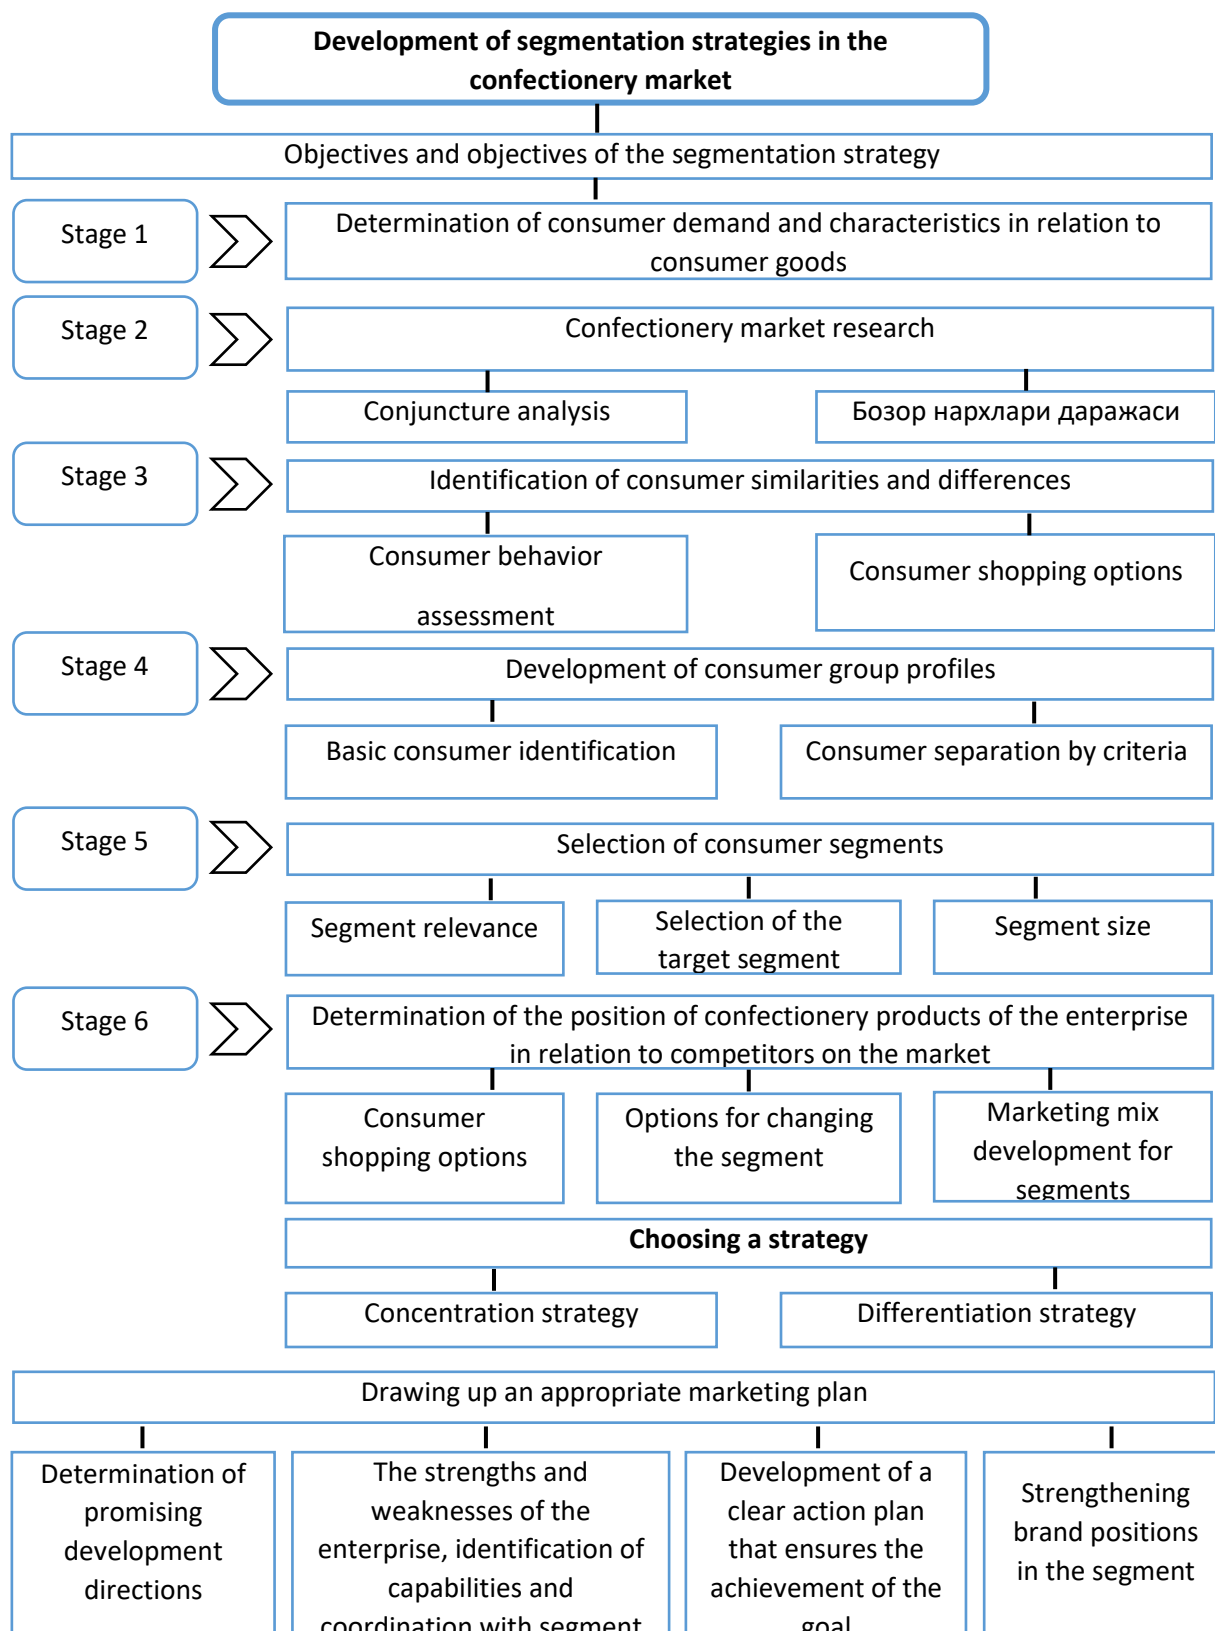 Development of segmentation strategies in the
confectionery market
Objectives and objectives of the segmentation strategy
Stage 1
Determination of consumer demand and characteristics in relation to
consumer goods
Stage 2
Confectionery market research
Conjuncture analysis
Бозор нархлари даражаси
Stage 3
Identification of consumer similarities and differences
Consumer behavior
assessment
Consumer shopping options
Stage 4
Development of consumer group profiles
Basic consumer identification
Consumer separation by criteria
Stage 5
Selection of consumer segments
Segment relevance
Selection of the
target segment
Segment size
Stage 6
Determination of the position of confectionery products of the enterprise
in relation to competitors on the market
Consumer
shopping options
Options for changing
the segment
Marketing mix
development for
segments
Choosing a strategy
Concentration strategy
Differentiation strategy
Drawing up an appropriate marketing plan
Determination of
promising
development
directions
The strengths and
weaknesses of the
enterprise, identification of
capabilities and
coordination with segment
Development of a
clear action plan
that ensures the
achievement of the
goal
Strengthening
brand positions
in the segment